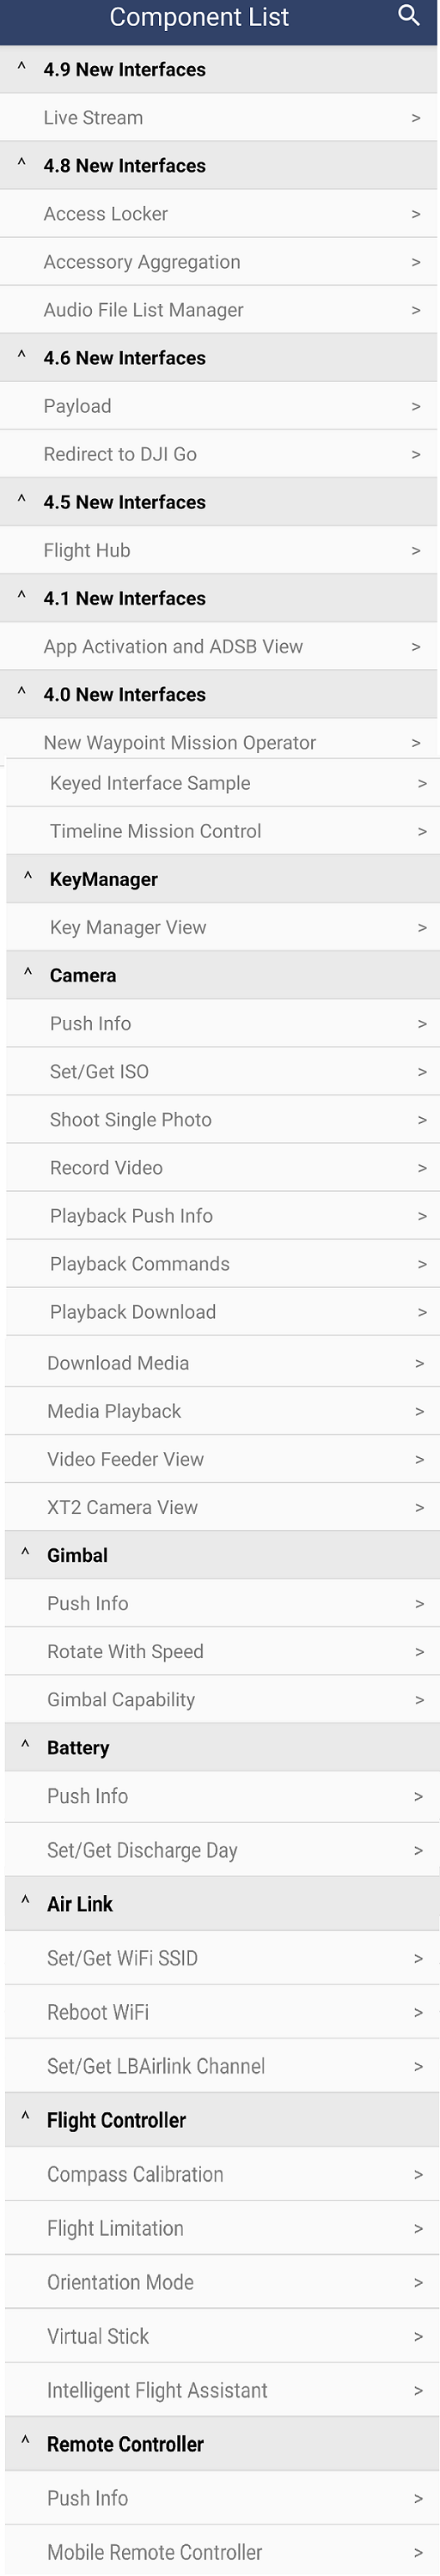 Component List
^ 4.9 New Interfaces
Live Stream >
^ 4.8 New Interfaces
Access Locker >
Accessory Aggregation >
Audio File List Manager >
^ 4.6 New Interfaces
Payload >
Redirect to DJI Go >
^ 4.5 New Interfaces
Flight Hub >
^ 4.1 New Interfaces
App Activation and ADSB View >
^ 4.0 New Interfaces
New Waypoint Mission Operator >
Keyed Interface Sample >
Timeline Mission Control >
^ KeyManager
Key Manager View >
^ Camera
Push Info >
Set/Get ISO >
Shoot Single Photo >
Record Video >
Playback Push Info >
Playback Commands >
Playback Download >
Download Media >
Media Playback >
Video Feeder View >
XT2 Camera View >
^ Gimbal
Push Info >
Rotate With Speed >
Gimbal Capability >
^ Battery
Push Info >
Set/Get Discharge Day >
^ Air Link
Set/Get WiFi SSID >
Reboot WiFi >
Set/Get LBAirlink Channel >
^ Flight Controller
Compass Calibration >
Flight Limitation >
Orientation Mode >
Virtual Stick >
Intelligent Flight Assistant >
^ Remote Controller
Push Info >
Mobile Remote Controller >